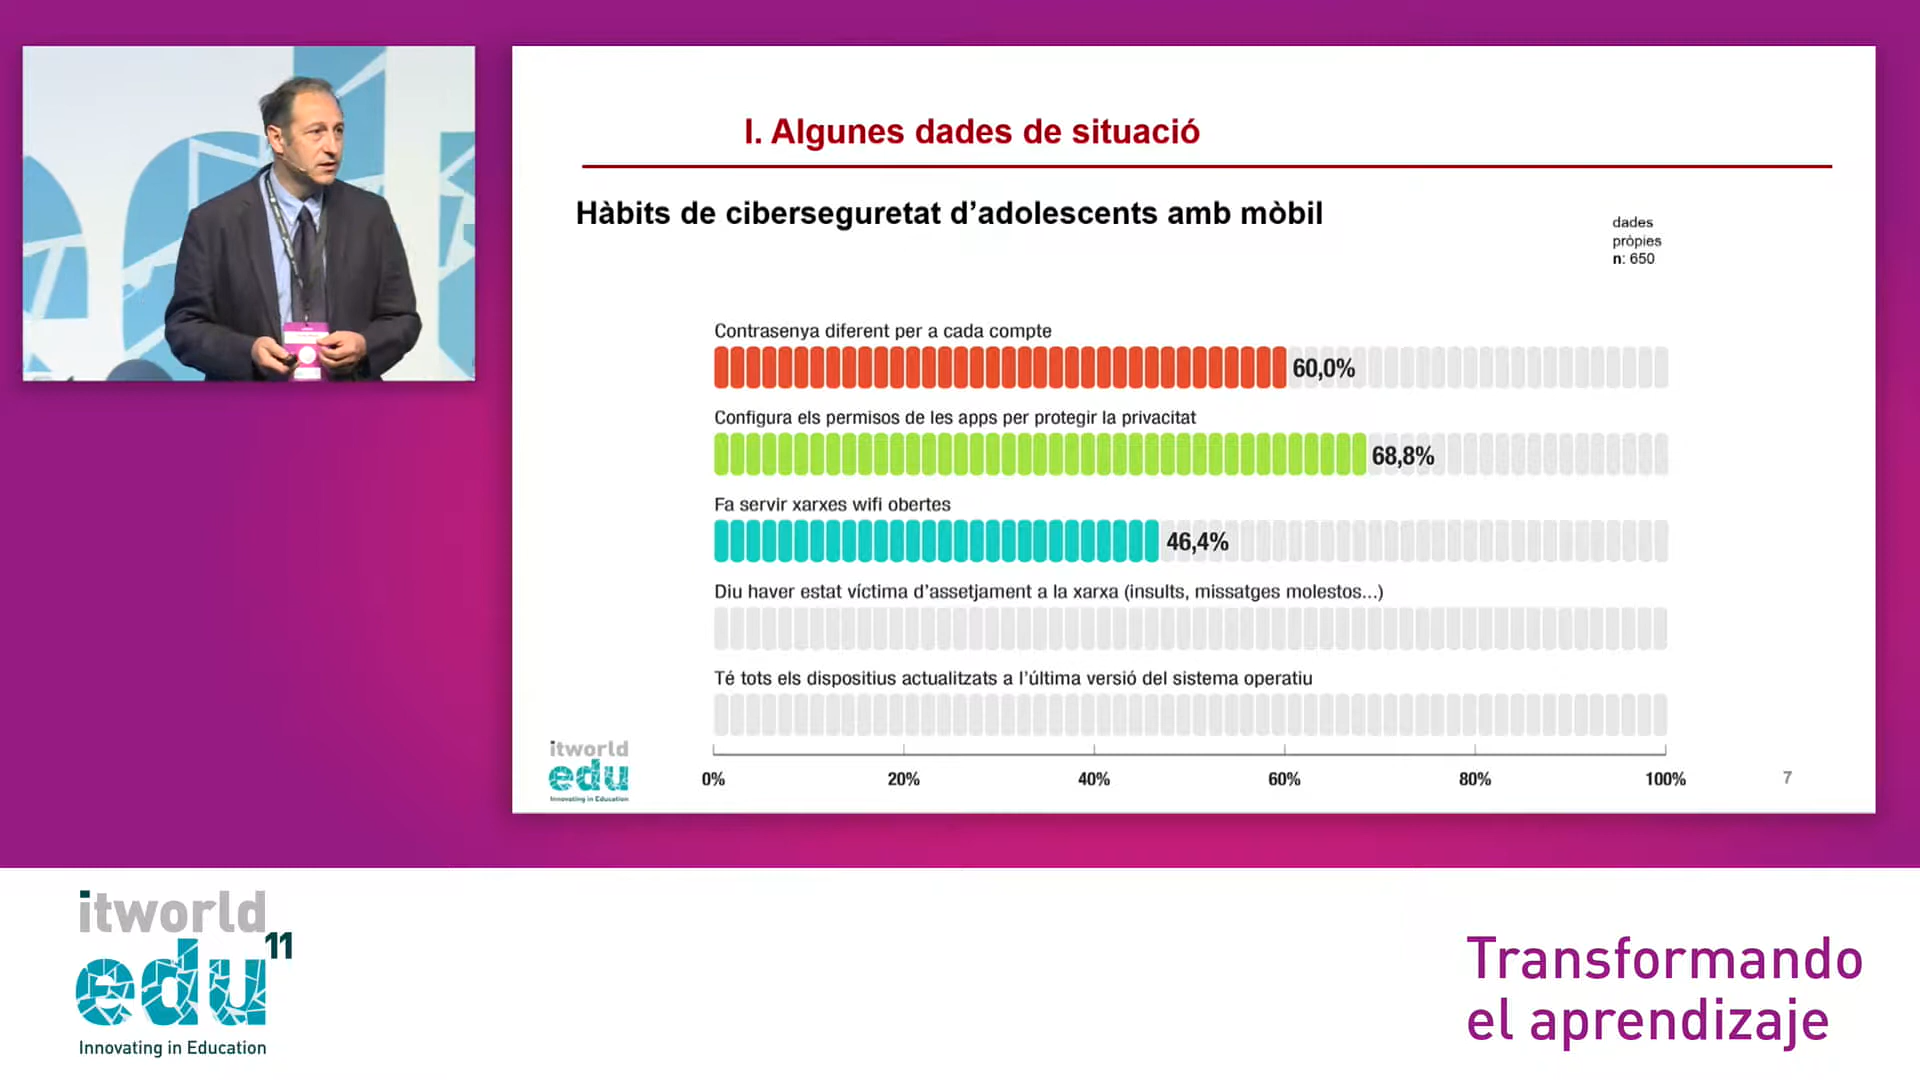 I. Algunes dades de situació
Hàbits de ciberseguretat d’adolescents amb mòbil
dades
pròpies
n: 650
Contrasenya diferent per a cada compte
60,0%
Configura els permisos de les apps per protegir la privacitat
68,8%
Fa servir xarxes wifi obertes
46,4%
Diu haver estat víctima d’assetjament a la xarxa (insults, missatges molestos...)
Té tots els dispositius actualitzats a l’última versió del sistema operatiu
0% 20% 40% 60% 80% 100%
itworld
edu
Innovating in Education
7
itworld
edu 11
Innovating in Education
Transformando
el aprendizaje